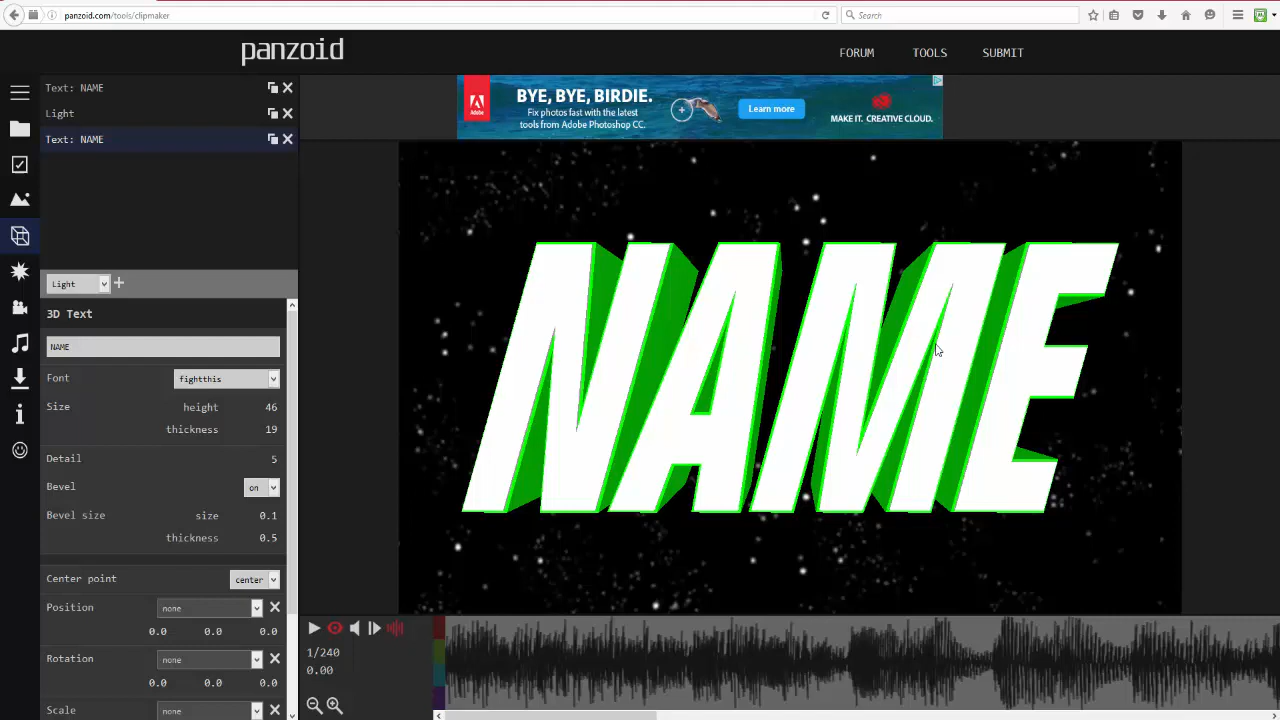 panzoid.com/tools/clipmaker
Search
panzoid
FORUM
TOOLS
SUBMIT
Text: NAME
Light
Text: NAME
BYE, BYE, BIRDIE.
Fix photos fast with the latest
tools from Adobe Photoshop CC.
Learn more
Adobe
MAKE IT. CREATIVE CLOUD.
Light
3D Text
NAME
Font
fightthis
Size
height
46
thickness
19
Detail
5
Bevel
on
Bevel size
size
0.1
thickness
0.5
Center point
center
Position
none
0.0
0.0
0.0
Rotation
none
0.0
0.0
0.0
Scale
none
NAME
1/240
0.00